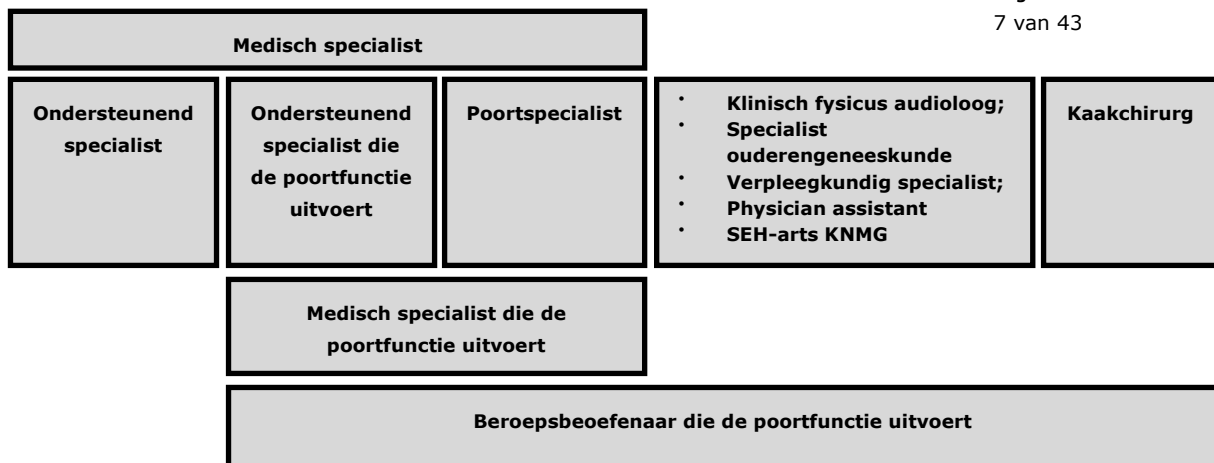 7 van 43
Medisch specialist
Ondersteunend
specialist
Ondersteunend
specialist die
de poortfunctie
uitvoert
Poortspecialist
• Klinisch fysicus audioloog;
• Specialist
ouderengeneeskunde
• Verpleegkundig specialist;
• Physician assistant
• SEH-arts KNMG
Kaakchirurg
Medisch specialist die de
poortfunctie uitvoert
Beroepsbeoefenaar die de poortfunctie uitvoert